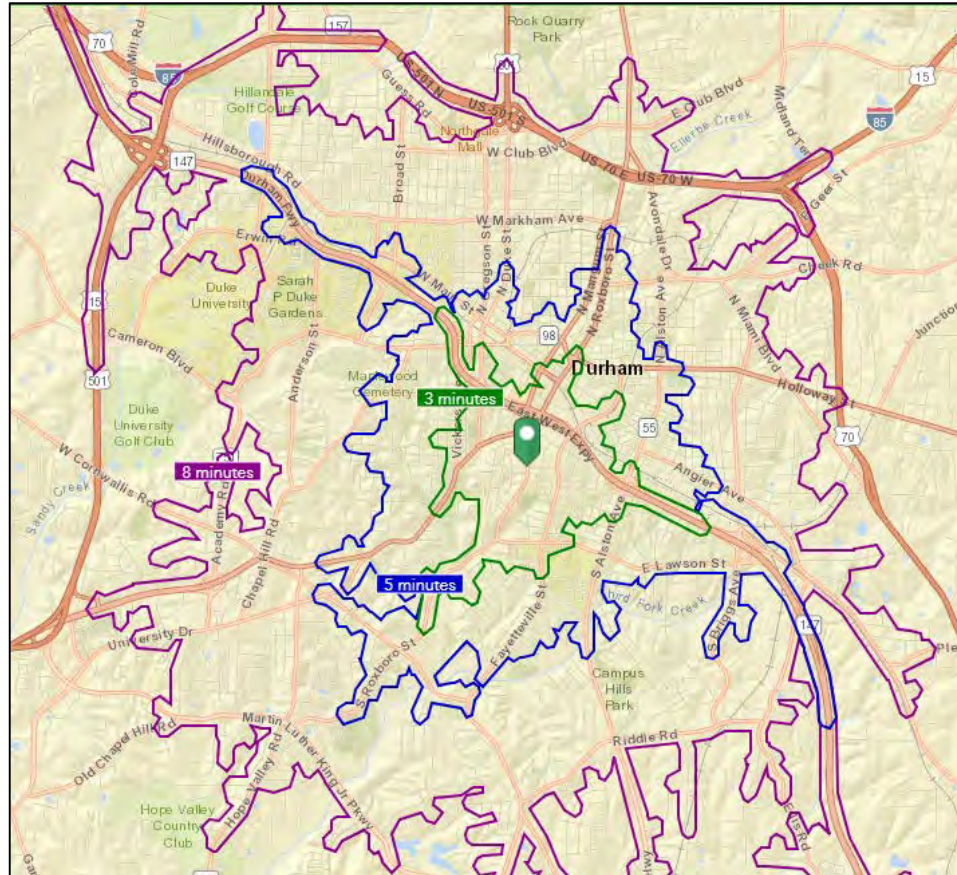 Rock Quarry
Park
70
157
501
15
85
US-501 N
US-501 S
Hillandale
Golf Course
Guess Rd
E Club Blvd
Midland Ter
Ellerbe Creek
85
Northgate
Mall
W Club Blvd
147
Hillsborough Rd
Broad St
US-70 E
US-70 W
Durham Fwy
W Markham Ave
Avondale Dr
Erwin
Cheek Rd
Duke
University
Sarah
P Duke
Gardens
W Main St
N Gregson St
N Duke St
N Mangum St
N Roxboro St
N Alston Ave
N Miami Blvd
Junction
15
98
501
Cameron Blvd
Anderson St
Maplewood
Cemetery
Durham
Holloway St
3 minutes
East West Expy
Duke
University
Golf Club
55
70
W Cornwallis Rd
8 minutes
Angier Ave
Sandy Creek
Academy Rd
Chapel Hill Rd
S Alston Ave
5 minutes
E Lawson St
Third Fork Creek
University Dr
Fayetteville St
S Briggs Ave
147
S Roxboro St
Campus
Hills
Park
Old Chapel Hill Rd
Martin Luther King Jr Pkwy
Riddle Rd
Hope Valley Rd
Hope Valley
Country
Club
Ellis Rd
Hwy